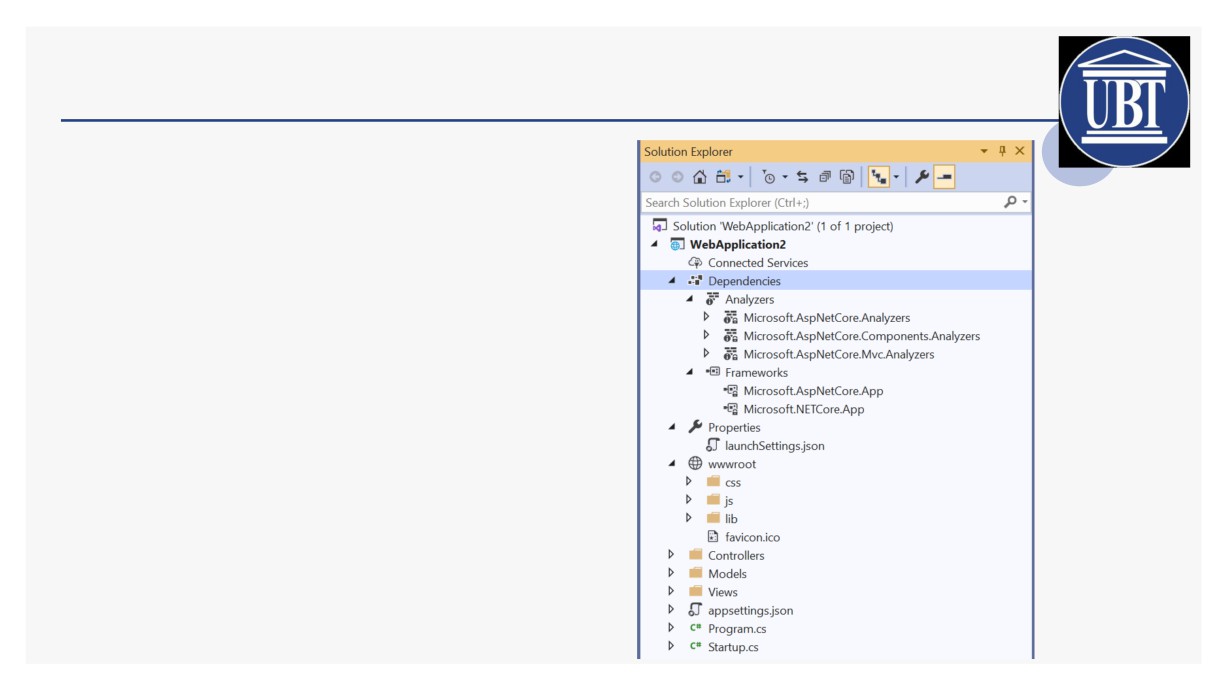 UBT
Solution Explorer
Search Solution Explorer (Ctrl+;)
Solution 'WebApplication2' (1 of 1 project)
WebApplication2
Connected Services
Dependencies
Analyzers
Microsoft.AspNetCore.Analyzers
Microsoft.AspNetCore.Components.Analyzers
Microsoft.AspNetCore.Mvc.Analyzers
Frameworks
Microsoft.AspNetCore.App
Microsoft.NETCore.App
Properties
launchSettings.json
wwwroot
css
js
lib
favicon.ico
Controllers
Models
Views
appsettings.json
C# Program.cs
C# Startup.cs